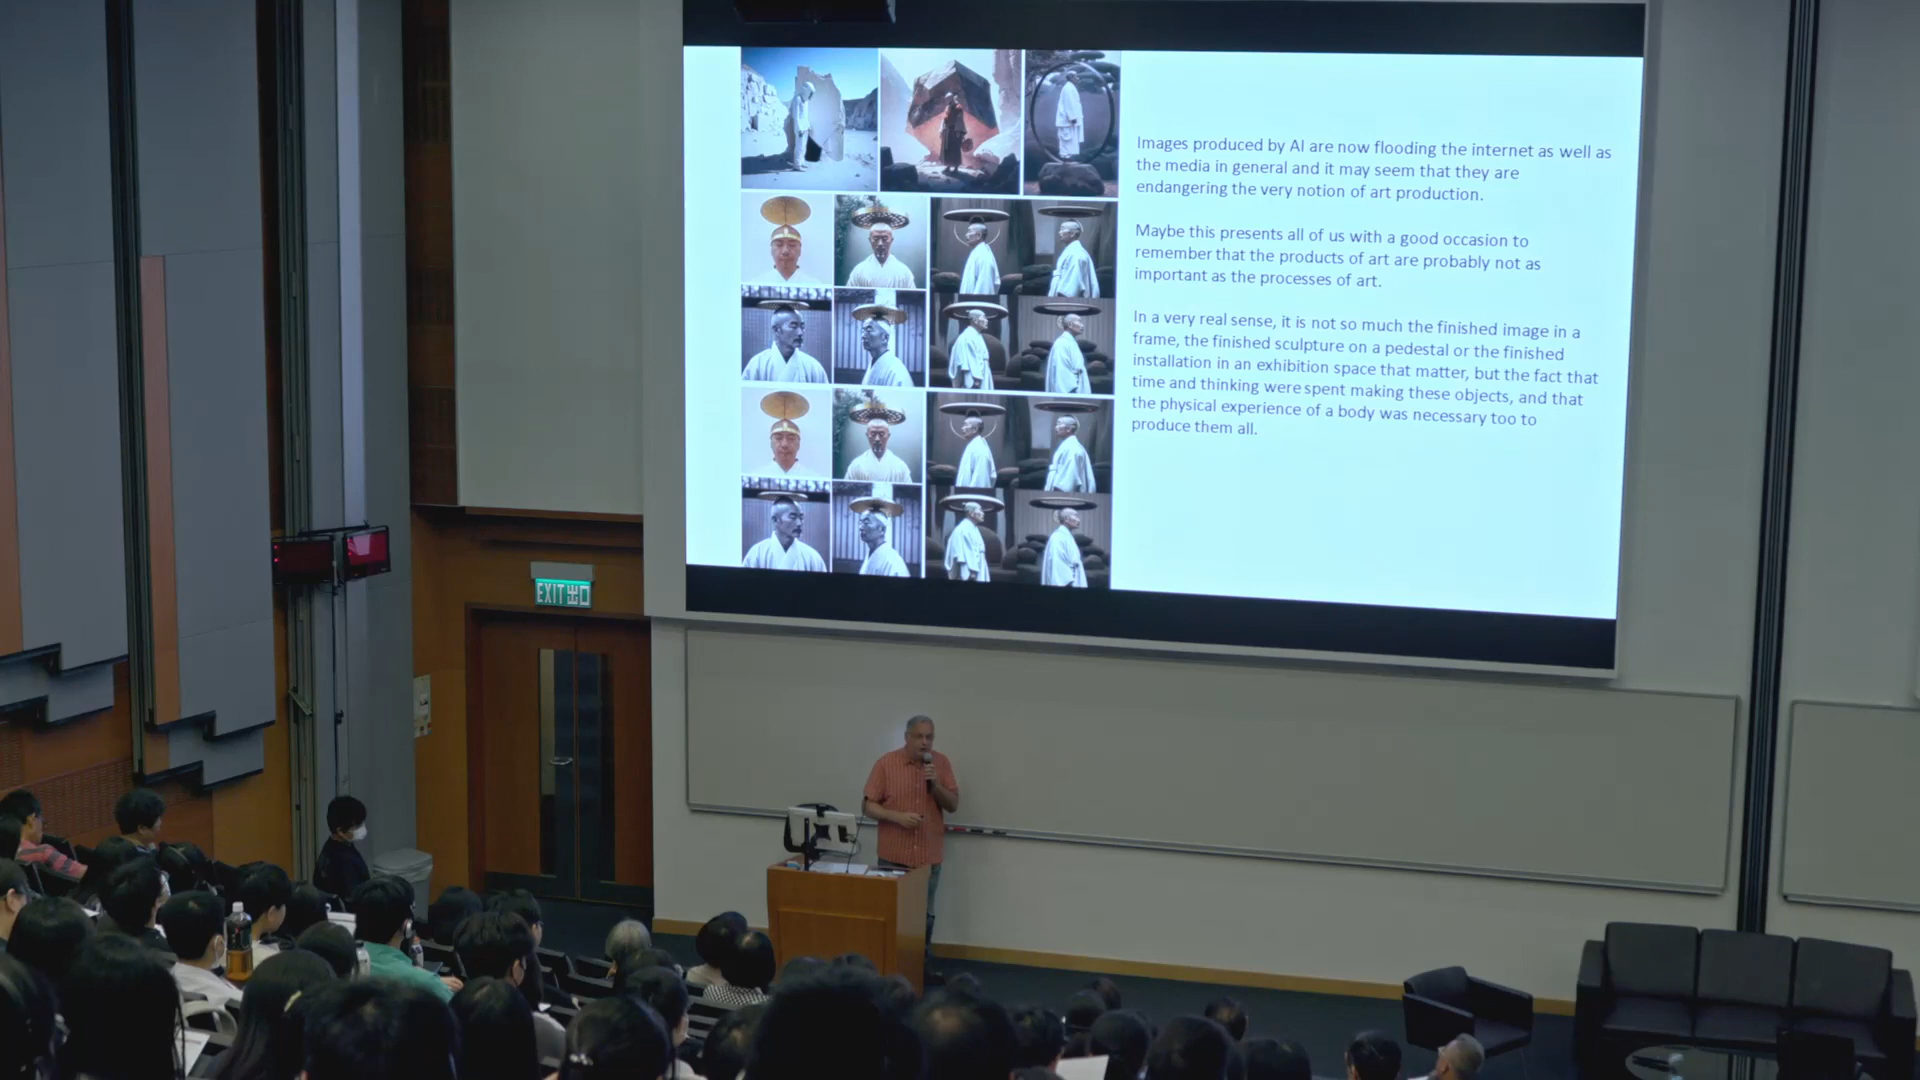 Images produced by AI are now flooding the internet as well as
the media in general and it may seem that they are
endangering the very notion of art production.
Maybe this presents all of us with a good occasion to
remember that the products of art are probably not as
important as the processes of art.
In a very real sense, it is not so much the finished image in a
frame, the finished sculpture on a pedestal or the finished
installation in an exhibition space that matter, but the fact that
time and thinking were spent making these objects, and that
the physical experience of a body was necessary too to
produce them all.
EXIT 出口